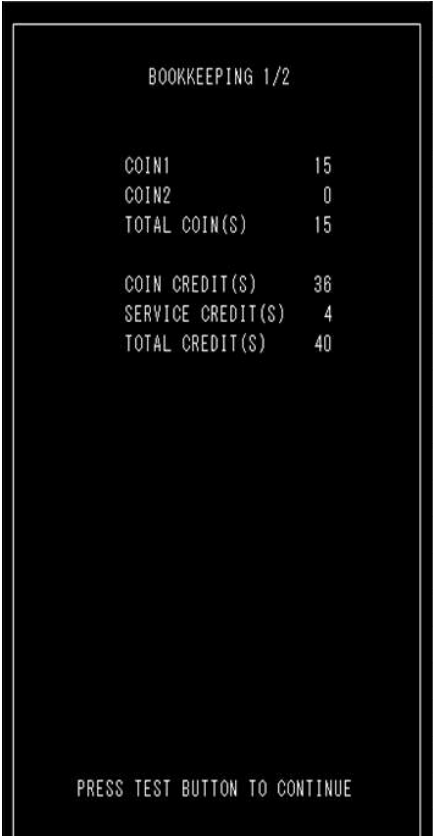 BOOKKEEPING 1/2
COIN1 15
COIN2 0
TOTAL COIN(S) 15
COIN CREDIT(S) 36
SERVICE CREDIT(S) 4
TOTAL CREDIT(S) 40
PRESS TEST BUTTON TO CONTINUE